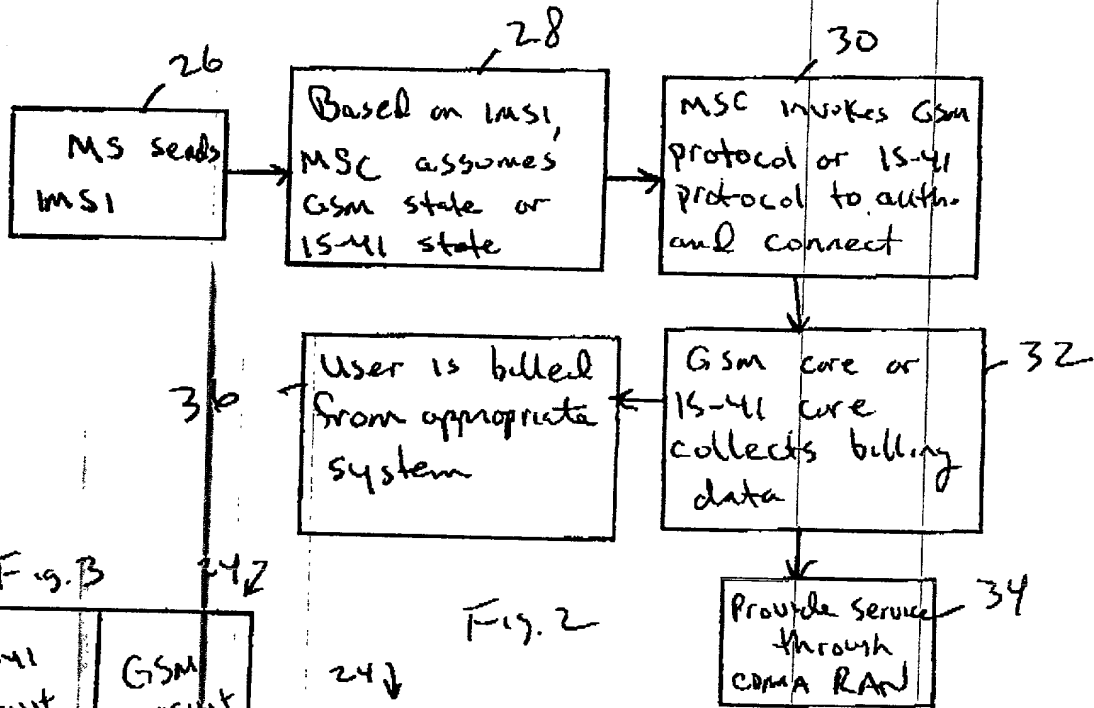 26
28
30
MS sends
IMSI
Based on IMSI,
MSC assumes
GSM state or
IS-41 state
MSC invokes GSM
protocol or IS-41
protocol to auth.
and connect
36
User is billed
from appropriate
system
GSM core or
IS-41 core
collects billing
data
32
Fig. 3
24
41
GSM
Fig. 2
24
Provide service
through
CDMA RAN
34